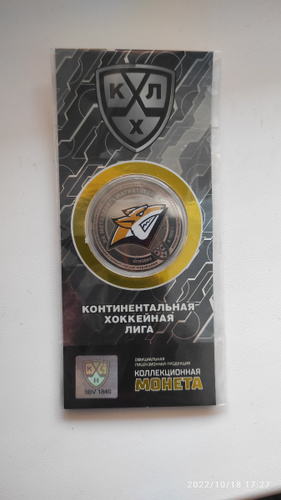 КХЛ
КОНТИНЕНТАЛЬНАЯ
ХОККЕЙНАЯ
ЛИГА
ОФИЦИАЛЬНАЯ
ЛИЦЕНЗИОННАЯ ПРОДУКЦИЯ
КОЛЛЕКЦИОННАЯ
МОНЕТА
2022/10/18 17:27